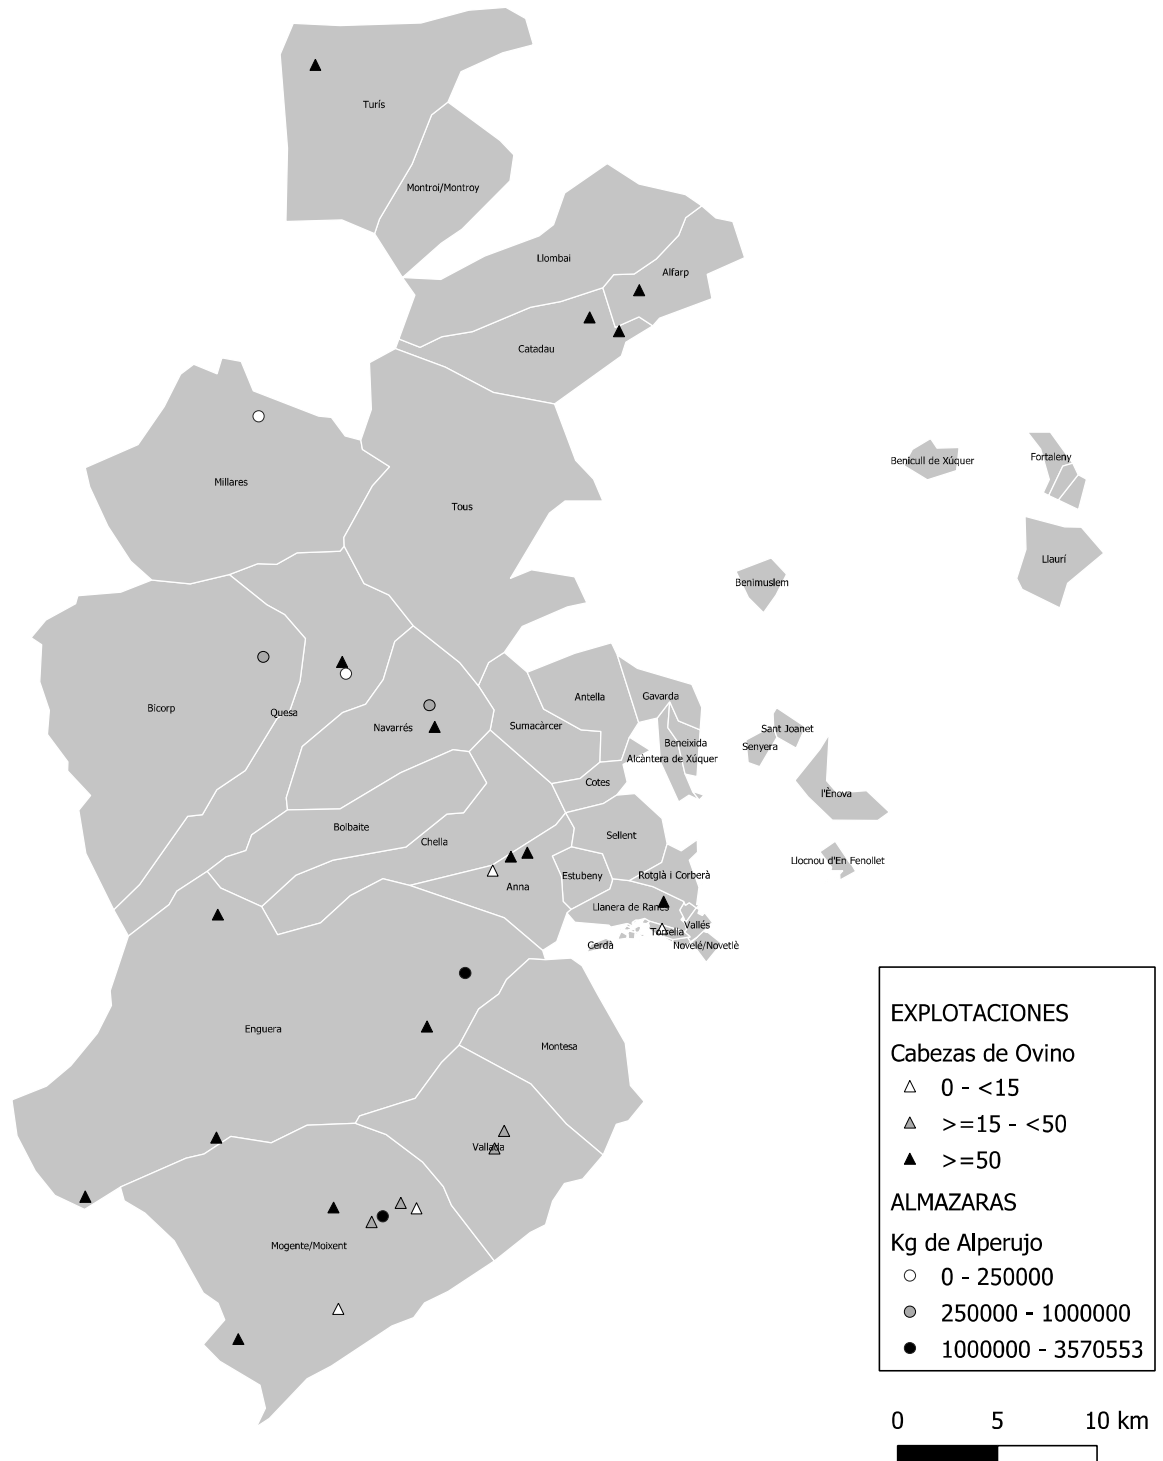 Turís
Montroi/Montroy
Llombai
Alfarp
Catadau
Benicull de Xúquer
Fortaleny
Millares
Tous
Llaurí
Benimuslem
Antella
Gavarda
Bicorp
Quesa
Navarrés
Sumacàrcer
Sant Joanet
Beneixida
Senyera
Alcàntera de Xúquer
Cotes
l'Ènova
Bolbaite
Chella
Sellent
Llocnou d'En Fenollet
Estubeny
Rotglà i Corberà
Anna
Llanera de Ranes
Vallés
Torrella
Cerdà
Novelé/Novetlè
Enguera
Montesa
Vallada
Mogente/Moixent
EXPLOTACIONES
Cabezas de Ovino
0 - <15
>=15 - <50
>=50
ALMAZARAS
Kg de Alperujo
0 - 250000
250000 - 1000000
1000000 - 3570553
0 5 10 km